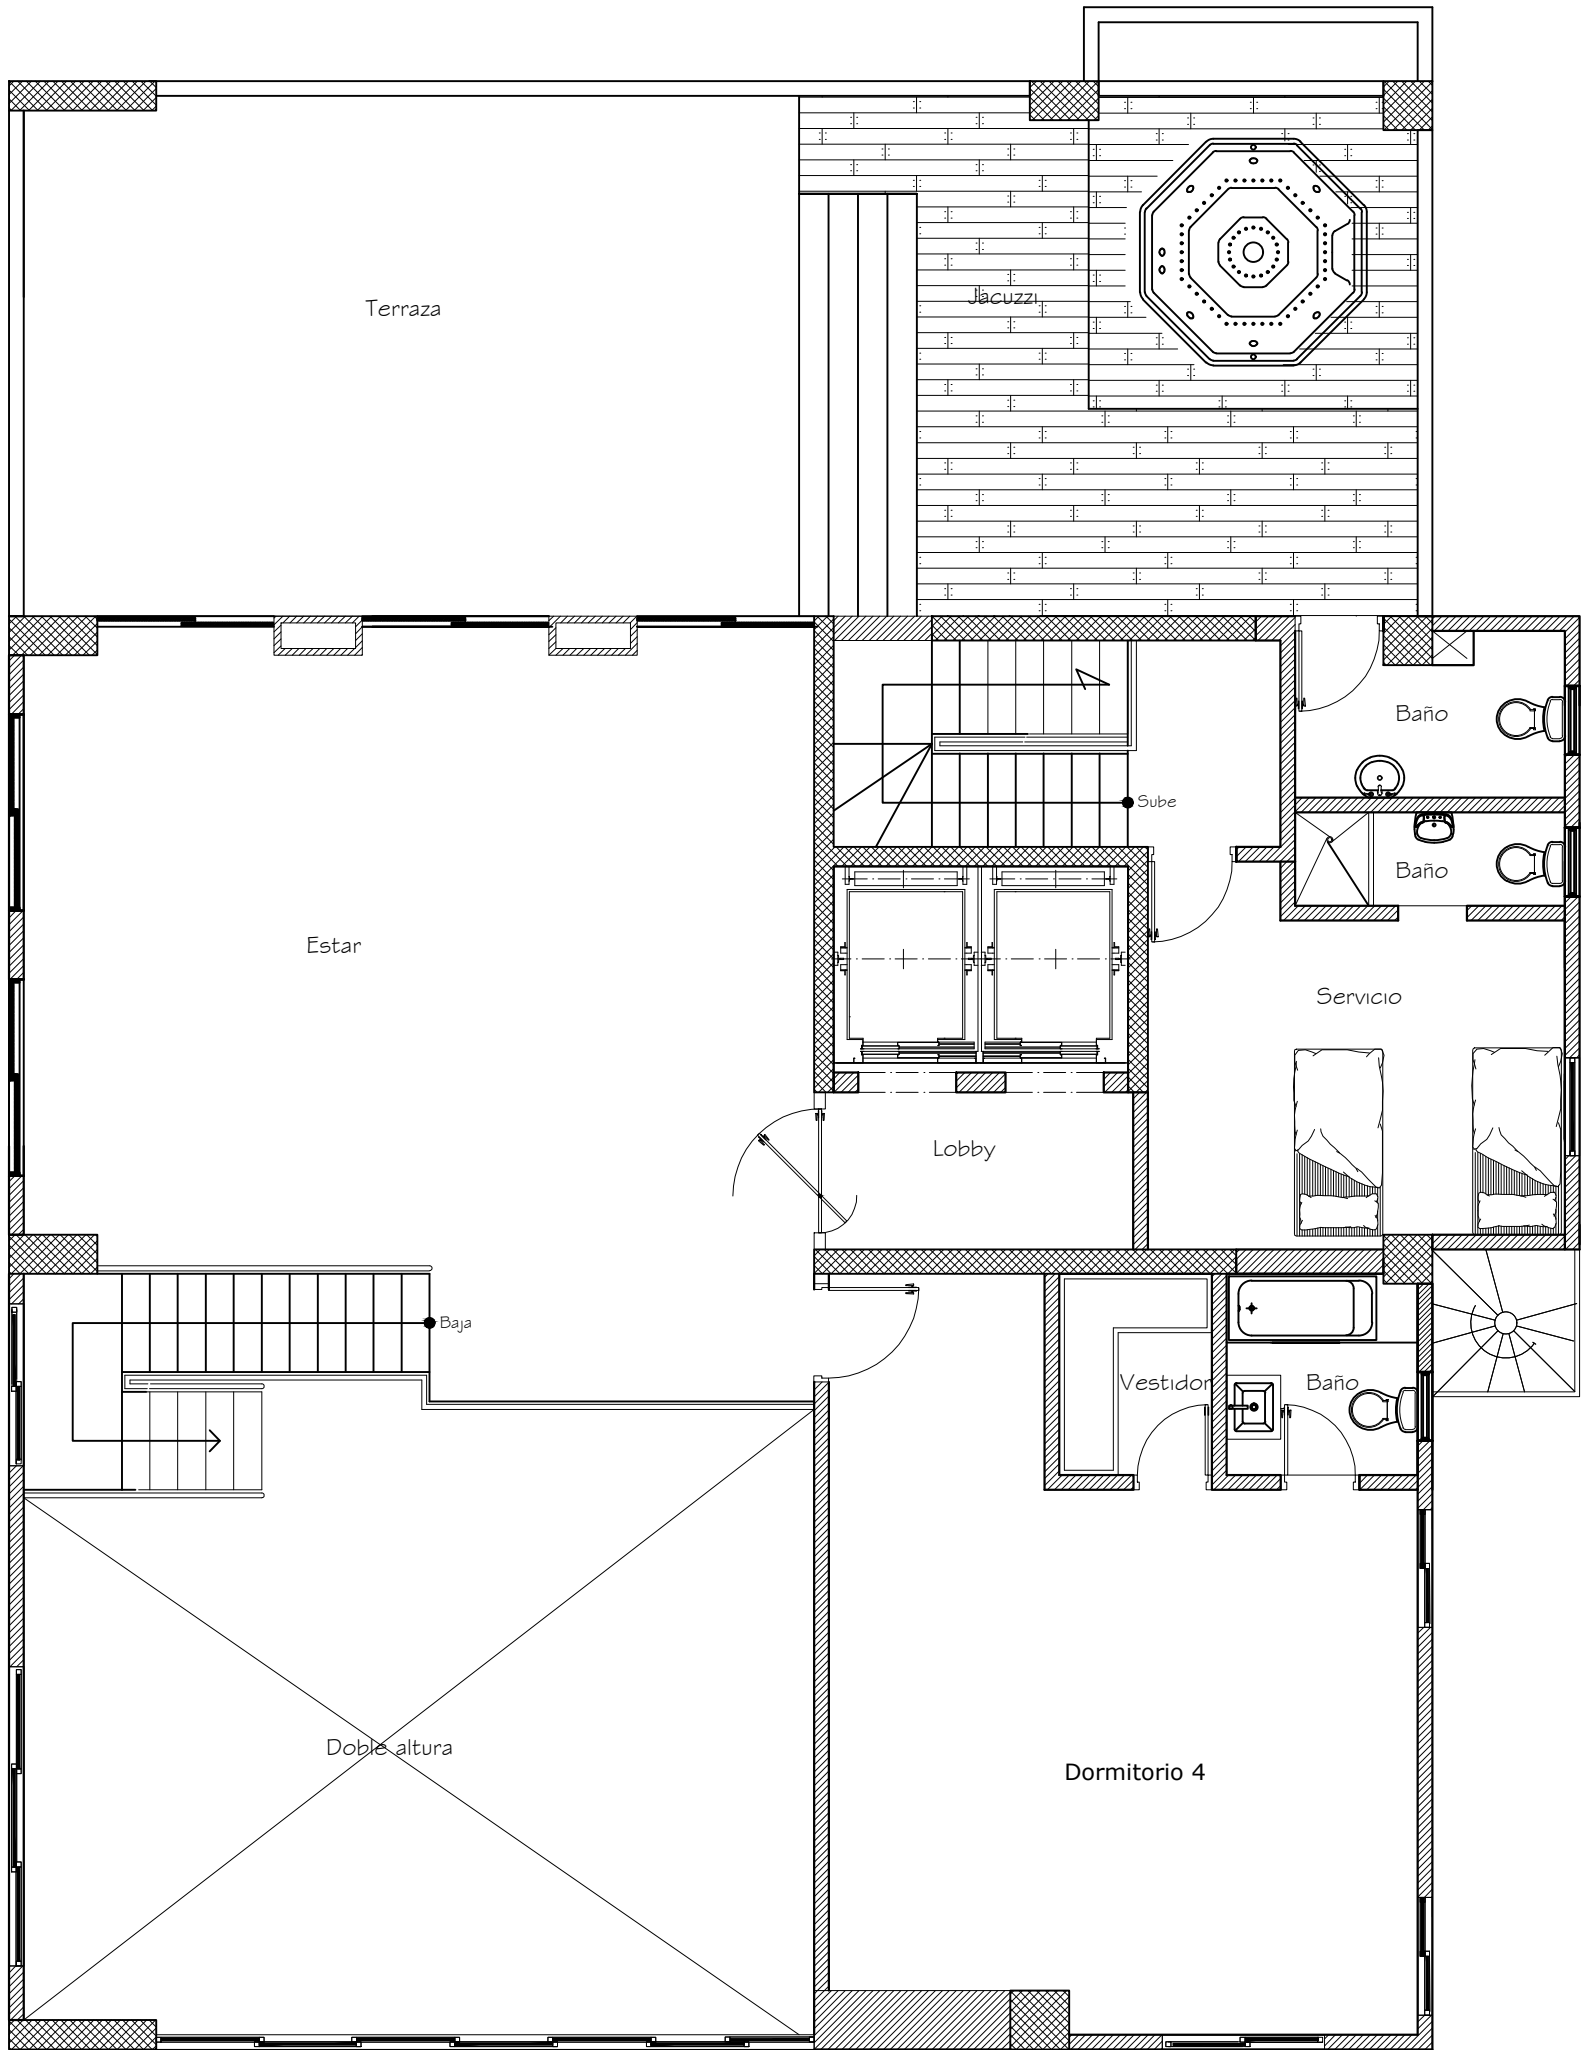 Terraza
Jacuzzi
Baño
Sube
Baño
Estar
Servicio
Lobby
Baja
Vestidor
Baño
Doble altura
Dormitorio 4